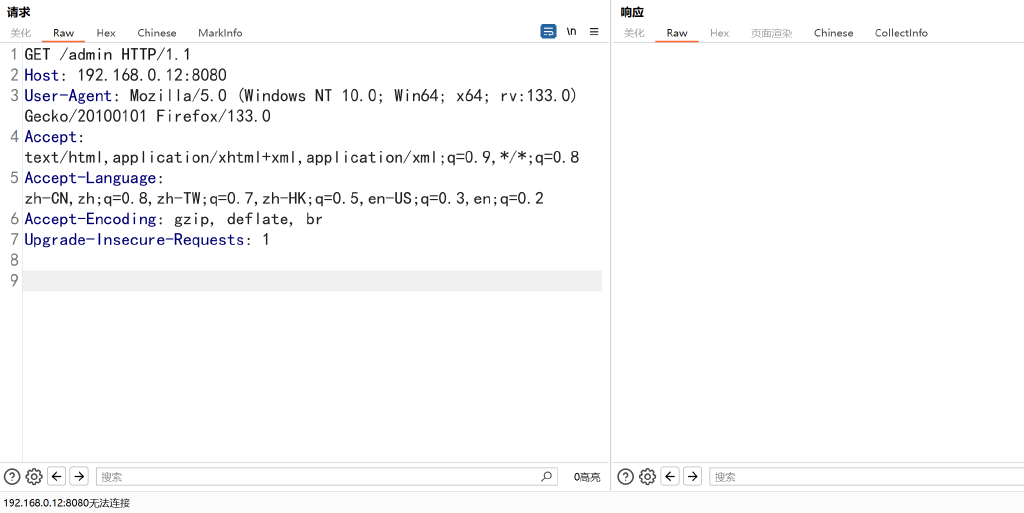 请求
美化 Raw Hex Chinese MarkInfo \n
1 GET /admin HTTP/1.1
2 Host: 192.168.0.12:8080
3 User-Agent: Mozilla/5.0 (Windows NT 10.0; Win64; x64; rv:133.0)
Gecko/20100101 Firefox/133.0
4 Accept:
text/html,application/xhtml+xml,application/xml;q=0.9,*/*;q=0.8
5 Accept-Language:
zh-CN,zh;q=0.8,zh-TW;q=0.7,zh-HK;q=0.5,en-US;q=0.3,en;q=0.2
6 Accept-Encoding: gzip, deflate, br
7 Upgrade-Insecure-Requests: 1
8
9
搜索 0高亮
响应
美化 Raw Hex 页面渲染 Chinese CollectInfo
搜索
192.168.0.12:8080无法连接